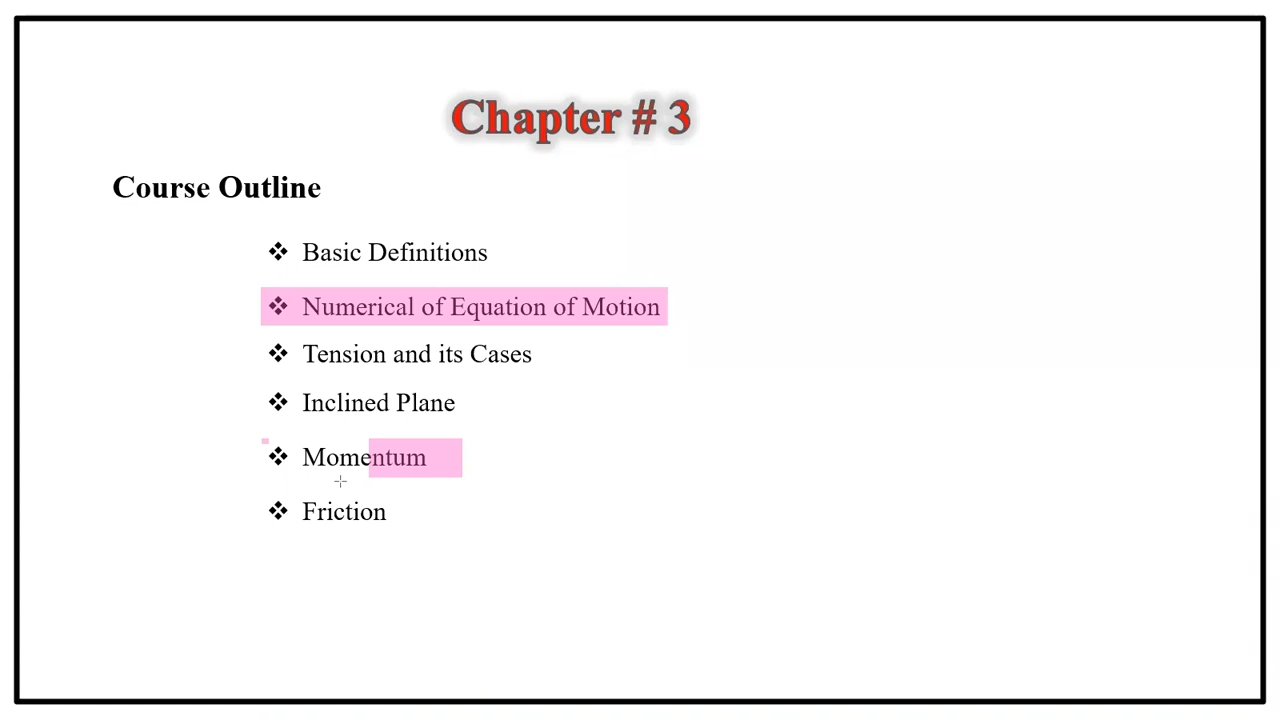 Chapter # 3
Course Outline
❖ Basic Definitions
❖ Numerical of Equation of Motion
❖ Tension and its Cases
❖ Inclined Plane
❖ Momentum
❖ Friction